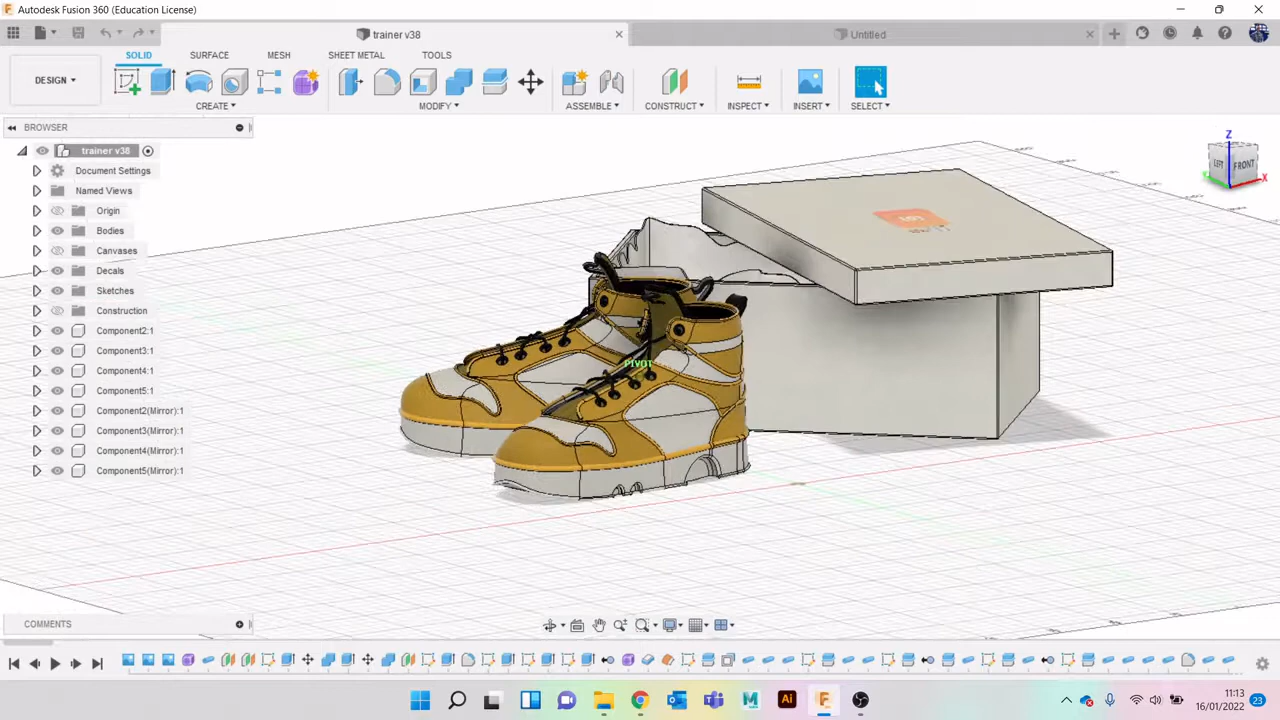 Autodesk Fusion 360 (Education License)
trainer v38
Untitled
DESIGN
SOLID
SURFACE
MESH
SHEET METAL
TOOLS
CREATE
MODIFY
ASSEMBLE
CONSTRUCT
INSPECT
INSERT
SELECT
BROWSER
trainer v38
Document Settings
Named Views
Origin
Bodies
Canvases
Decals
Sketches
Construction
Component2:1
Component3:1
Component4:1
Component5:1
Component2(Mirror):1
Component3(Mirror):1
Component4(Mirror):1
Component5(Mirror):1
Z
LEFT
FRONT
X
PIVOT
COMMENTS
M
Ai
F
11:13
16/01/2022
23